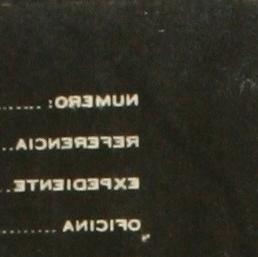 NUMERO: ......
REFERENCIA..
EXPEDIENTE..
OFICINA ........